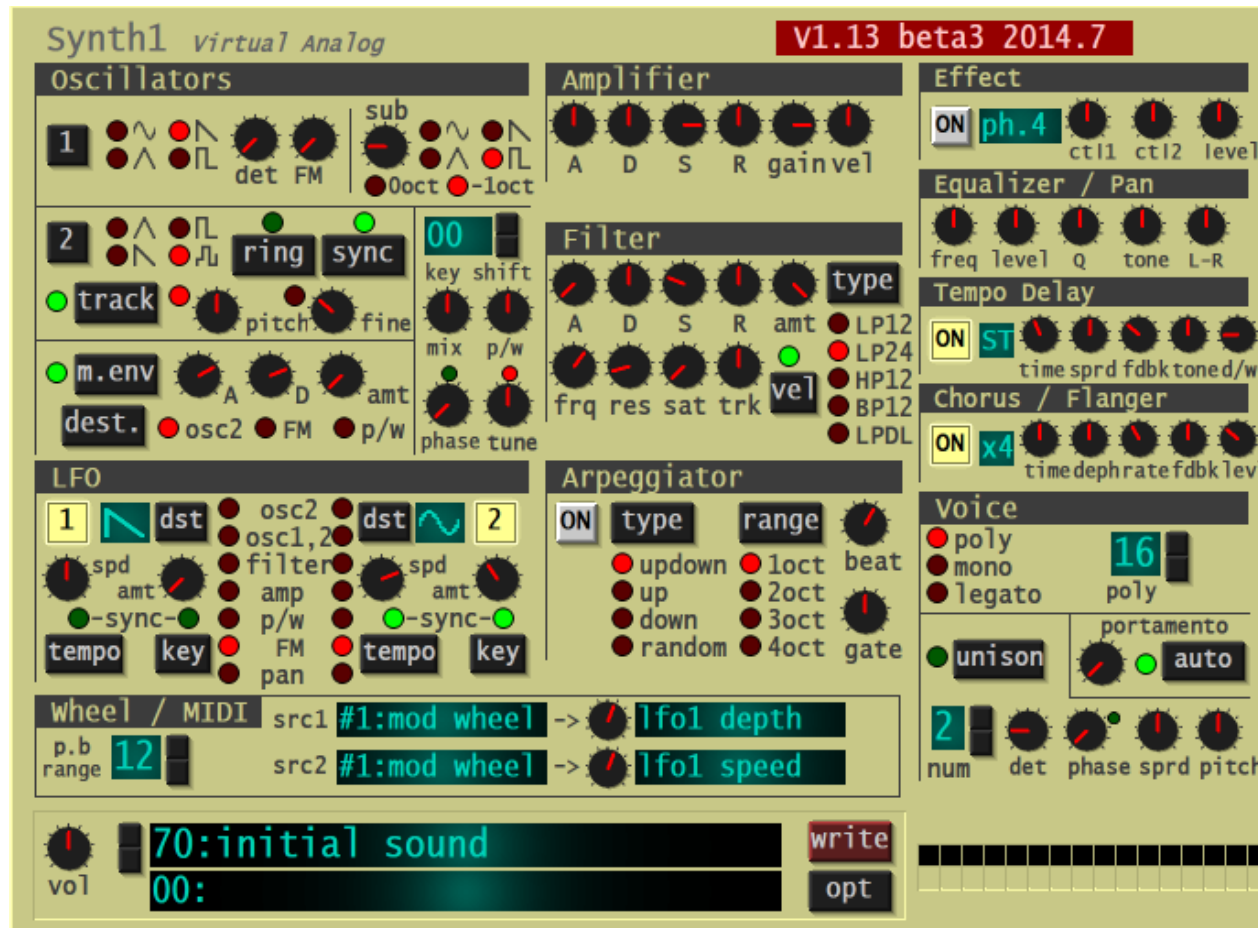 Synth1 Virtual Analog
V1.13 beta3 2014.7
Oscillators
1
det FM
sub
0oct -1oct
2
ring sync
track
pitch fine
00
key shift
mix p/w
m.env
A D amt
dest. osc2 FM p/w
phase tune
Amplifier
A D S R gain vel
Filter
A D S R amt
frq res sat trk
type
LP12
LP24
HP12
BP12
LPDL
vel
Effect
ON ph.4
ctl1 ctl2 level
Equalizer / Pan
freq level Q tone L-R
Tempo Delay
ON ST
time sprd fdbk tone d/w
Chorus / Flanger
ON x4
time deph rate fdbk lev
LFO
1 dst
spd
amt
-sync-
tempo key
osc2
osc1,2
filter
amp
p/w
FM
pan
dst 2
spd
amt
-sync-
tempo key
Arpeggiator
ON type range
updown
up
down
random
1oct
2oct
3oct
4oct
beat
gate
Voice
poly
mono
legato
16
poly
unison
portamento
auto
2
num det phase sprd pitch
Wheel / MIDI
p.b
range 12
src1 #1:mod wheel -> lfo1 depth
src2 #1:mod wheel -> lfo1 speed
vol
70:initial sound
00:
write
opt